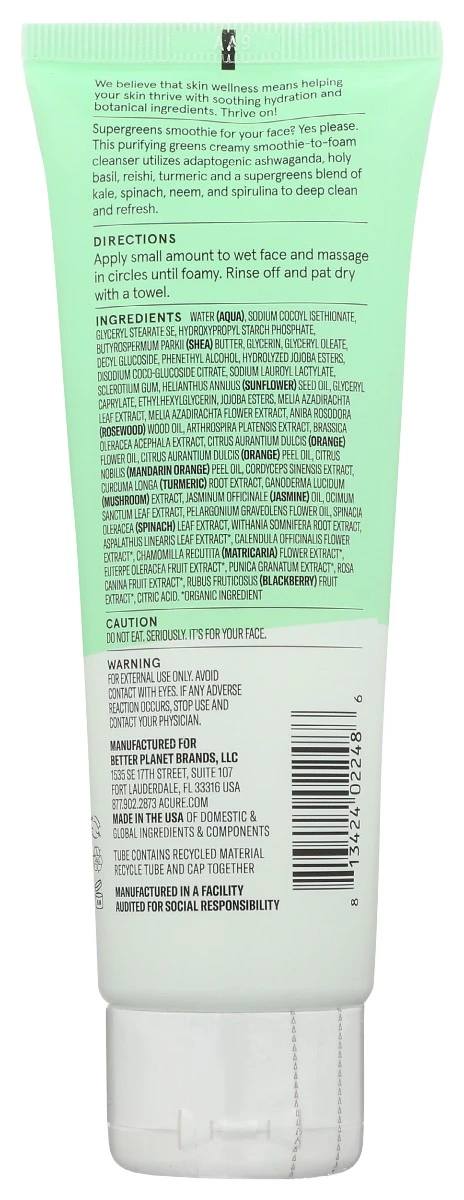 We believe that skin wellness means helping
your skin thrive with soothing hydration and
botanical ingredients. Thrive on!
Supergreens smoothie for your face? Yes please.
This purifying greens creamy smoothie-to-foam
cleanser utilizes adaptogenic ashwaganda, holy
basil, reishi, turmeric and a supergreens blend of
kale, spinach, neem, and spirulina to deep clean
and refresh.
DIRECTIONS
Apply small amount to wet face and massage
in circles until foamy. Rinse off and pat dry
with a towel.
INGREDIENTS WATER (AQUA), SODIUM COCOYL ISETHIONATE,
GLYCERYL STEARATE SE, HYDROXYPROPYL STARCH PHOSPHATE,
BUTYROSPERMUM PARKII (SHEA) BUTTER, GLYCERIN, GLYCERYL OLEATE,
DECYL GLUCOSIDE, PHENETHYL ALCOHOL, HYDROLYZED JOJOBA ESTERS,
DISODIUM COCO-GLUCOSIDE CITRATE, SODIUM LAUROYL LACTYLATE,
SCLEROTIUM GUM, HELIANTHUS ANNUUS (SUNFLOWER) SEED OIL, GLYCERYL
CAPRYLATE, ETHYLHEXYLGLYCERIN, JOJOBA ESTERS, MELIA AZADIRACHTA
LEAF EXTRACT, MELIA AZADIRACHTA FLOWER EXTRACT, ANIBA ROSODORA
(ROSEWOOD) WOOD OIL, ARTHROSPIRA PLATENSIS EXTRACT, BRASSICA
OLERACEA ACEPHALA EXTRACT, CITRUS AURANTIUM DULCIS (ORANGE)
FLOWER OIL, CITRUS AURANTIUM DULCIS (ORANGE) PEEL OIL, CITRUS
NOBILIS (MANDARIN ORANGE) PEEL OIL, CORDYCEPS SINENSIS EXTRACT,
CURCUMA LONGA (TURMERIC) ROOT EXTRACT, GANODERMA LUCIDUM
(MUSHROOM) EXTRACT, JASMINUM OFFICINALE (JASMINE) OIL, OCIMUM
SANCTUM LEAF EXTRACT, PELARGONIUM GRAVEOLENS FLOWER OIL, SPINACIA
OLERACEA (SPINACH) LEAF EXTRACT, WITHANIA SOMNIFERA ROOT EXTRACT,
ASPALATHUS LINEARIS LEAF EXTRACT*, CALENDULA OFFICINALIS FLOWER
EXTRACT*, CHAMOMILLA RECUTITA (MATRICARIA) FLOWER EXTRACT*,
EUTERPE OLERACEA FRUIT EXTRACT*, PUNICA GRANATUM EXTRACT*, ROSA
CANINA FRUIT EXTRACT*, RUBUS FRUTICOSUS (BLACKBERRY) FRUIT
EXTRACT*, CITRIC ACID. *ORGANIC INGREDIENT
CAUTION
DO NOT EAT. SERIOUSLY. IT'S FOR YOUR FACE.
WARNING
FOR EXTERNAL USE ONLY. AVOID
CONTACT WITH EYES. IF ANY ADVERSE
REACTION OCCURS, STOP USE AND
CONTACT YOUR PHYSICIAN.
MANUFACTURED FOR
BETTER PLANET BRANDS, LLC
1535 SE 17TH STREET, SUITE 107
FORT LAUDERDALE, FL 33316 USA
877.902.2873 ACURE.COM
MADE IN THE USA OF DOMESTIC &
GLOBAL INGREDIENTS & COMPONENTS
TUBE CONTAINS RECYCLED MATERIAL
RECYCLE TUBE AND CAP TOGETHER
MANUFACTURED IN A FACILITY
AUDITED FOR SOCIAL RESPONSIBILITY
8 13424 02248 6